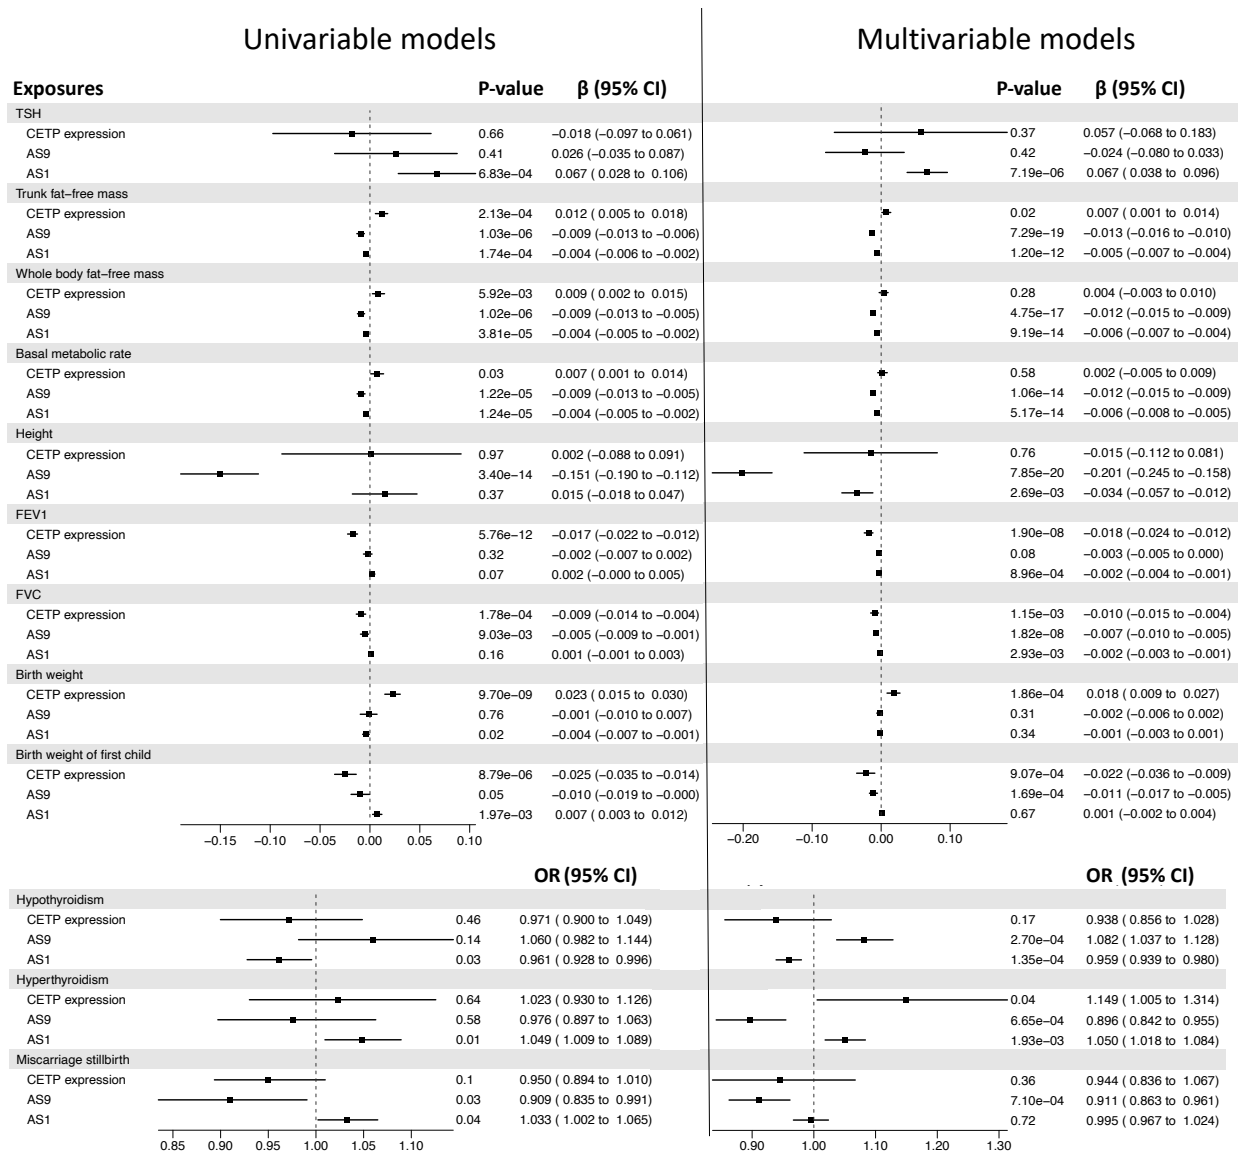 Univariable models Multivariable models
Exposures P-value β (95% CI) P-value β (95% CI)
TSH
CETP expression 0.66 −0.018 (−0.097 to 0.061) 0.37 0.057 (−0.068 to 0.183)
AS9 0.41 0.026 (−0.035 to 0.087) 0.42 −0.024 (−0.080 to 0.033)
AS1 6.83e−04 0.067 ( 0.028 to 0.106) 7.19e−06 0.067 ( 0.038 to 0.096)
Trunk fat−free mass
CETP expression 2.13e−04 0.012 ( 0.005 to 0.018) 0.02 0.007 ( 0.001 to 0.014)
AS9 1.03e−06 −0.009 (−0.013 to −0.006) 7.29e−19 −0.013 (−0.016 to −0.010)
AS1 1.74e−04 −0.004 (−0.006 to −0.002) 1.20e−12 −0.005 (−0.007 to −0.004)
Whole body fat−free mass
CETP expression 5.92e−03 0.009 ( 0.002 to 0.015) 0.28 0.004 (−0.003 to 0.010)
AS9 1.02e−06 −0.009 (−0.013 to −0.005) 4.75e−17 −0.012 (−0.015 to −0.009)
AS1 3.81e−05 −0.004 (−0.005 to −0.002) 9.19e−14 −0.006 (−0.007 to −0.004)
Basal metabolic rate
CETP expression 0.03 0.007 ( 0.001 to 0.014) 0.58 0.002 (−0.005 to 0.009)
AS9 1.22e−05 −0.009 (−0.013 to −0.005) 1.06e−14 −0.012 (−0.015 to −0.009)
AS1 1.24e−05 −0.004 (−0.005 to −0.002) 5.17e−14 −0.006 (−0.008 to −0.005)
Height
CETP expression 0.97 0.002 (−0.088 to 0.091) 0.76 −0.015 (−0.112 to 0.081)
AS9 3.40e−14 −0.151 (−0.190 to −0.112) 7.85e−20 −0.201 (−0.245 to −0.158)
AS1 0.37 0.015 (−0.018 to 0.047) 2.69e−03 −0.034 (−0.057 to −0.012)
FEV1
CETP expression 5.76e−12 −0.017 (−0.022 to −0.012) 1.90e−08 −0.018 (−0.024 to −0.012)
AS9 0.32 −0.002 (−0.007 to 0.002) 0.08 −0.003 (−0.005 to 0.000)
AS1 0.07 0.002 (−0.000 to 0.005) 8.96e−04 −0.002 (−0.004 to −0.001)
FVC
CETP expression 1.78e−04 −0.009 (−0.014 to −0.004) 1.15e−03 −0.010 (−0.015 to −0.004)
AS9 9.03e−03 −0.005 (−0.009 to −0.001) 1.82e−08 −0.007 (−0.010 to −0.005)
AS1 0.16 0.001 (−0.001 to 0.003) 2.93e−03 −0.002 (−0.003 to −0.001)
Birth weight
CETP expression 9.70e−09 0.023 ( 0.015 to 0.030) 1.86e−04 0.018 ( 0.009 to 0.027)
AS9 0.76 −0.001 (−0.010 to 0.007) 0.31 −0.002 (−0.006 to 0.002)
AS1 0.02 −0.004 (−0.007 to −0.001) 0.34 −0.001 (−0.003 to 0.001)
Birth weight of first child
CETP expression 8.79e−06 −0.025 (−0.035 to −0.014) 9.07e−04 −0.022 (−0.036 to −0.009)
AS9 0.05 −0.010 (−0.019 to −0.000) 1.69e−04 −0.011 (−0.017 to −0.005)
AS1 1.97e−03 0.007 ( 0.003 to 0.012) 0.67 0.001 (−0.002 to 0.004)
−0.15 −0.10 −0.05 0.00 0.05 0.10 −0.20 −0.10 0.00 0.10
OR (95% CI) OR (95% CI)
Hypothyroidism
CETP expression 0.46 0.971 ( 0.900 to 1.049) 0.17 0.938 ( 0.856 to 1.028)
AS9 0.14 1.060 ( 0.982 to 1.144) 2.70e−04 1.082 ( 1.037 to 1.128)
AS1 0.03 0.961 ( 0.928 to 0.996) 1.35e−04 0.959 ( 0.939 to 0.980)
Hyperthyroidism
CETP expression 0.64 1.023 ( 0.930 to 1.126) 0.04 1.149 ( 1.005 to 1.314)
AS9 0.58 0.976 ( 0.897 to 1.063) 6.65e−04 0.896 ( 0.842 to 0.955)
AS1 0.01 1.049 ( 1.009 to 1.089) 1.93e−03 1.050 ( 1.018 to 1.084)
Miscarriage stillbirth
CETP expression 0.1 0.950 ( 0.894 to 1.010) 0.36 0.944 ( 0.836 to 1.067)
AS9 0.03 0.909 ( 0.835 to 0.991) 7.10e−04 0.911 ( 0.863 to 0.961)
AS1 0.04 1.033 ( 1.002 to 1.065) 0.72 0.995 ( 0.967 to 1.024)
0.85 0.90 0.95 1.00 1.05 1.10 0.90 1.00 1.10 1.20 1.30